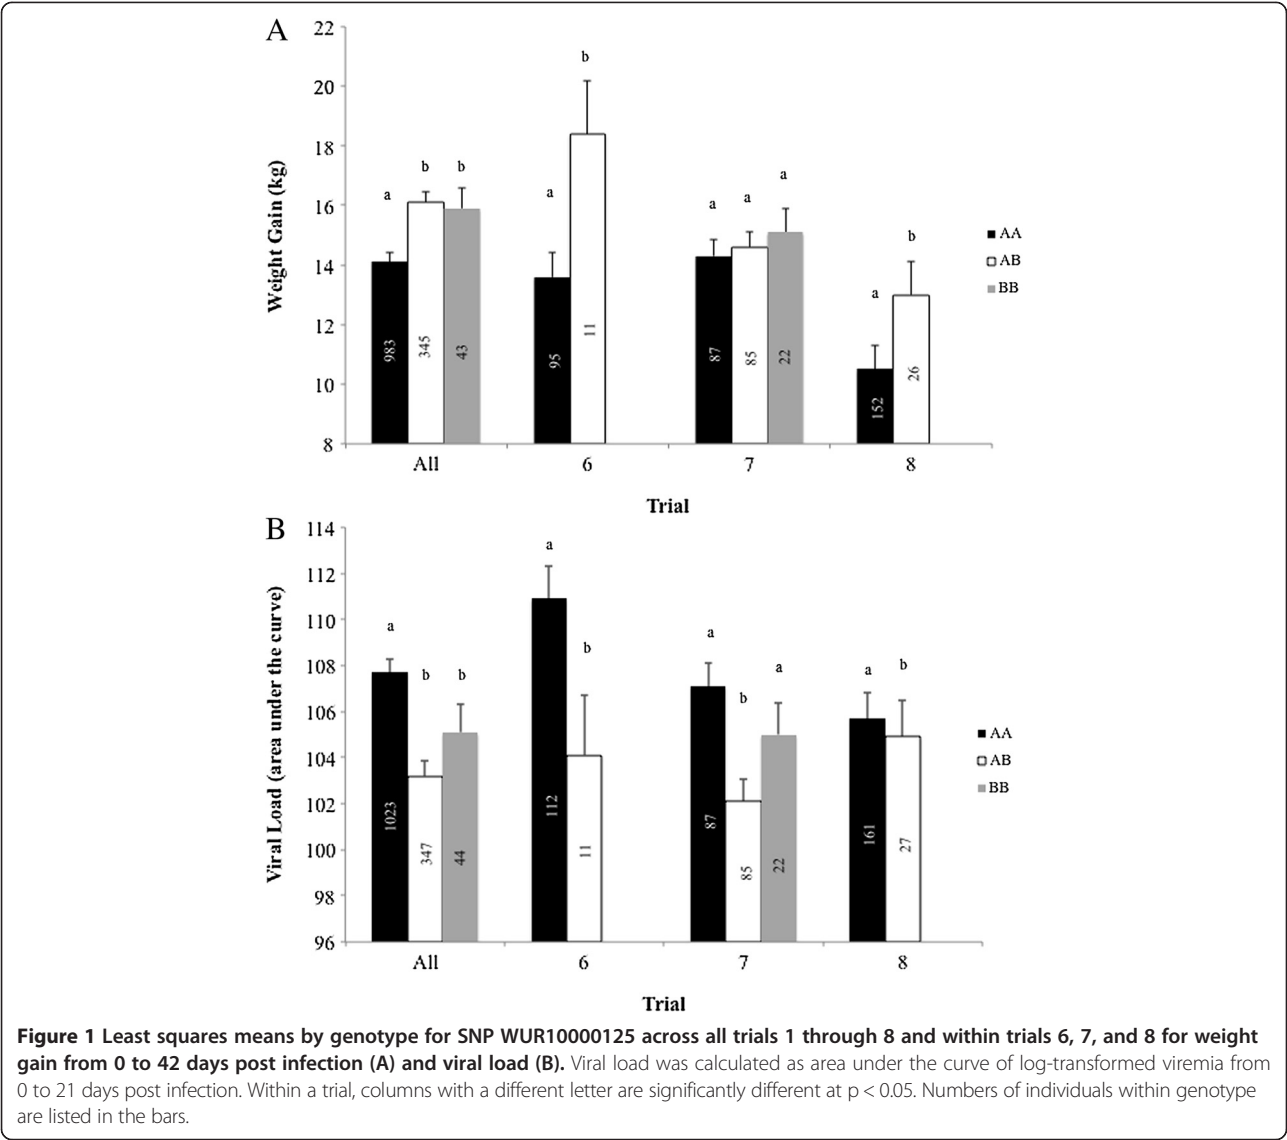 A
22
20
18
16
14
12
10
8
Weight Gain (kg)
a b b
a b
a a a
a b
983 345 43
95 11
87 85 22
152 26
AA
AB
BB
All 6 7 8
Trial
B
114
112
110
108
106
104
102
100
98
96
Viral Load (area under the curve)
a b b
a b
a b a
a b
1023 347 44
112 11
87 85 22
161 27
AA
AB
BB
All 6 7 8
Trial
Figure 1 Least squares means by genotype for SNP WUR10000125 across all trials 1 through 8 and within trials 6, 7, and 8 for weight
gain from 0 to 42 days post infection (A) and viral load (B). Viral load was calculated as area under the curve of log-transformed viremia from
0 to 21 days post infection. Within a trial, columns with a different letter are significantly different at p < 0.05. Numbers of individuals within genotype
are listed in the bars.